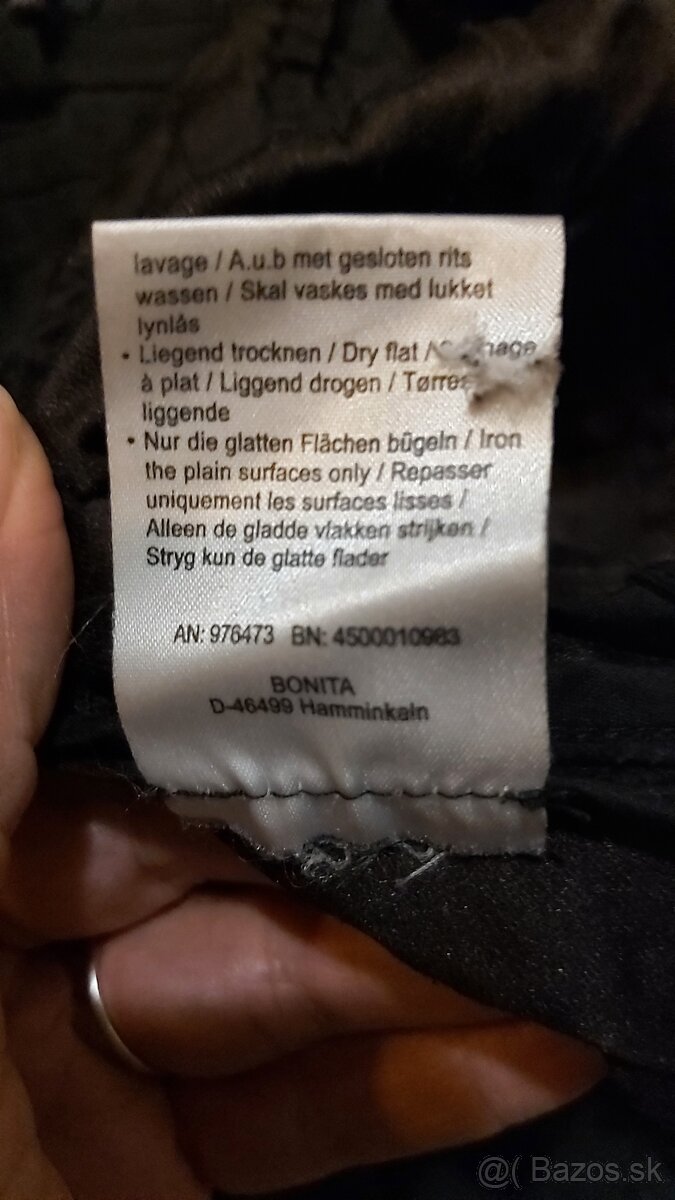 lavage / A.u.b met gesloten rits
wassen / Skal vaskes med lukket
lynlås
• Liegend trocknen / Dry flat /
à plat / Liggend drogen /
liggende
• Nur die glatten Flächen bügeln / Iron
the plain surfaces only / Repasser
uniquement les surfaces lisses /
Alleen de gladde vlakken strijken /
Stryg kun de glatte flader
AN: 976473 BN: 4500010983
BONITA
D-46499 Hamminkeln
@( Bazos.sk